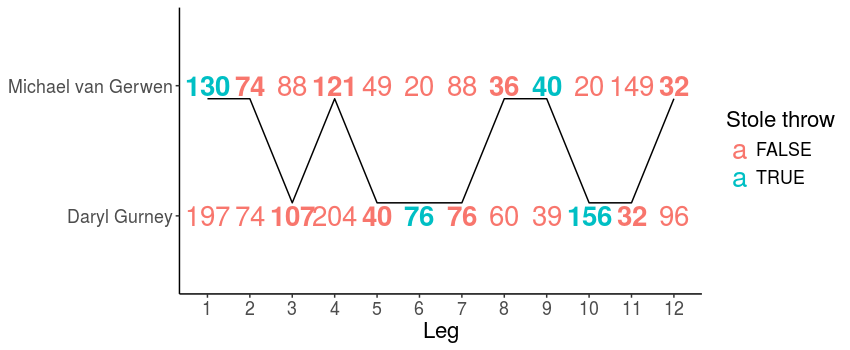 Michael van Gerwen 130 74 88 121 49 20 88 36 40 20 149 32
Stole throw
a FALSE
a TRUE
Daryl Gurney 197 74 107 204 40 76 76 60 39 156 32 96
1 2 3 4 5 6 7 8 9 10 11 12
Leg